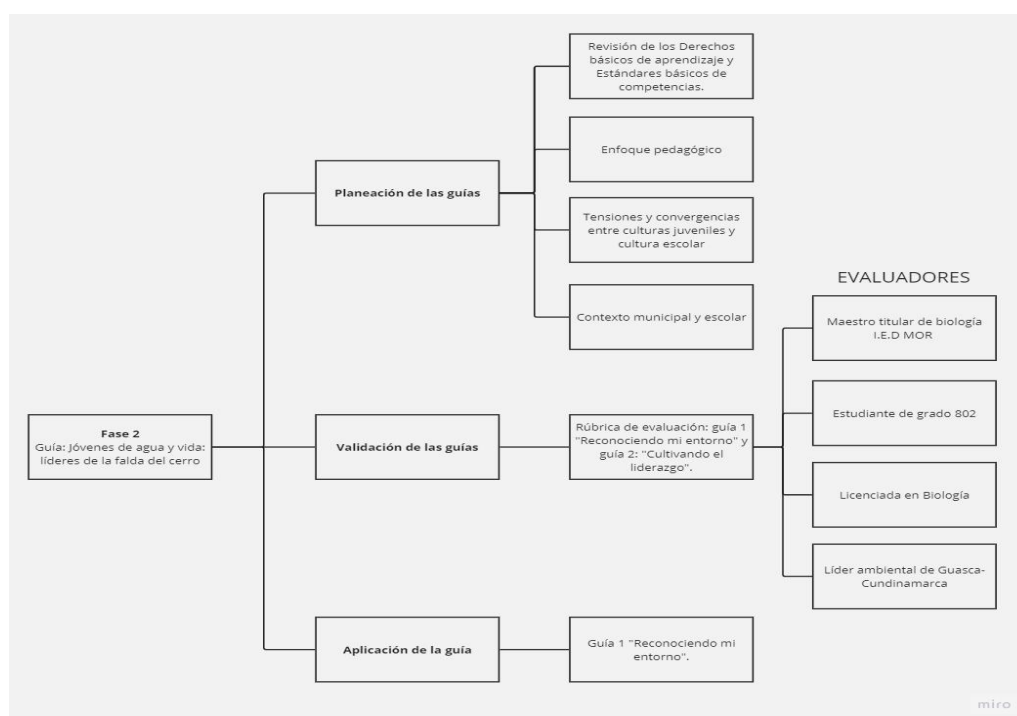 Revisión de los Derechos
básicos de aprendizaje y
Estándares básicos de
competencias.
Enfoque pedagógico
Planeación de las guías
Tensiones y convergencias
entre culturas juveniles y
cultura escolar
Contexto municipal y escolar
EVALUADORES
Maestro titular de biología
I.E.D MOR
Estudiante de grado 802
Fase 2
Guía: Jóvenes de agua y vida:
líderes de la falda del cerro
Validación de las guías
Rúbrica de evaluación: guía 1
"Reconociendo mi entorno" y
guía 2: "Cultivando el
liderazgo".
Licenciada en Biología
Líder ambiental de Guasca-
Cundinamarca
Aplicación de la guía
Guía 1 "Reconociendo mi
entorno".
miro